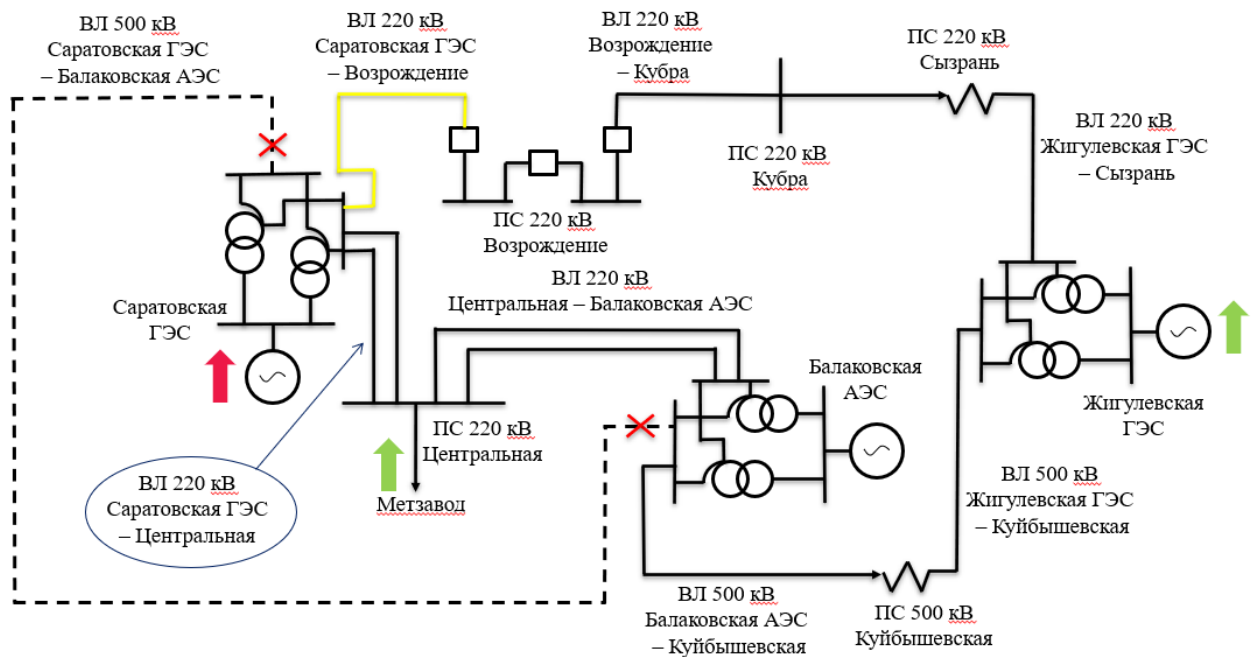 ВЛ 500 кВ
Саратовская ГЭС
– Балаковская АЭС
ВЛ 220 кВ
Саратовская ГЭС
– Возрождение
ВЛ 220 кВ
Возрождение
– Кубра
ПС 220 кВ
Сызрань
ВЛ 220 кВ
Жигулевская ГЭС
– Сызрань
ПС 220 кВ
Кубра
ПС 220 кВ
Возрождение
ВЛ 220 кВ
Центральная – Балаковская АЭС
Саратовская
ГЭС
Балаковская
АЭС
Жигулевская
ГЭС
ПС 220 кВ
Центральная
Метзавод
ВЛ 220 кВ
Саратовская ГЭС
– Центральная
ВЛ 500 кВ
Жигулевская ГЭС
– Куйбышевская
ВЛ 500 кВ
Балаковская АЭС
– Куйбышевская
ПС 500 кВ
Куйбышевская